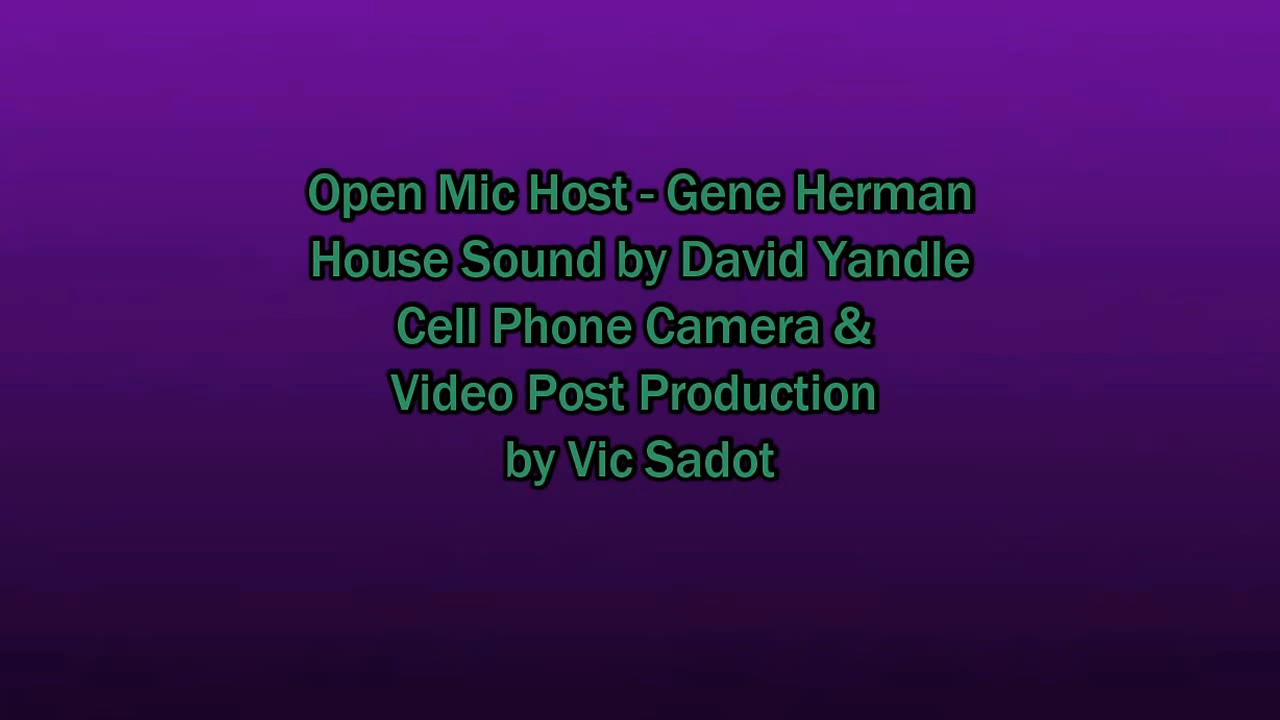 Open Mic Host - Gene Herman
House Sound by David Yandle
Cell Phone Camera &
Video Post Production
by Vic Sadot